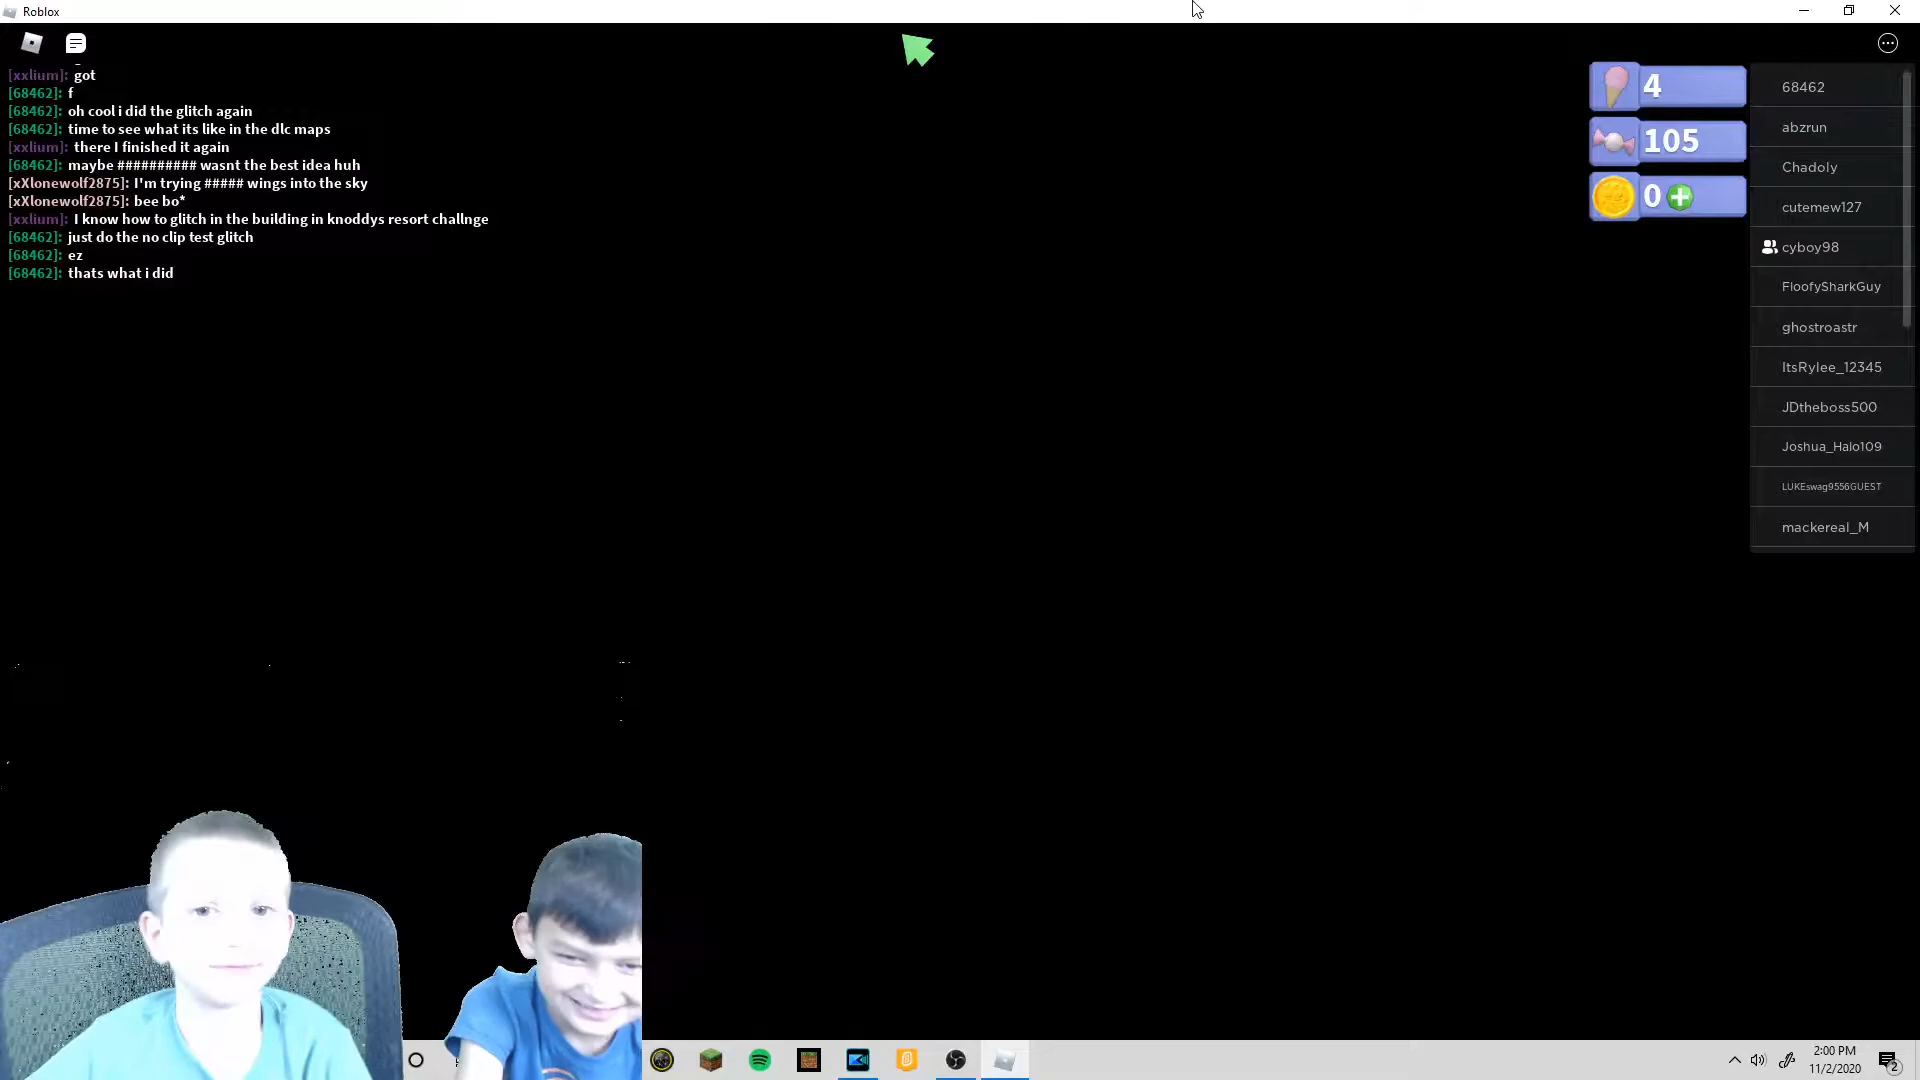 Roblox
[xxlium]: got
[68462]: f
[68462]: oh cool i did the glitch again
[68462]: time to see what its like in the dlc maps
[xxlium]: there I finished it again
[68462]: maybe ########## wasnt the best idea huh
[xXlonewolf2875]: I'm trying ##### wings into the sky
[xXlonewolf2875]: bee bo*
[xxlium]: I know how to glitch in the building in knoddys resort challnge
[68462]: just do the no clip test glitch
[68462]: ez
[68462]: thats what i did
4
105
0
68462
abzrun
Chadoly
cutemew127
cyboy98
FloofySharkGuy
ghostroastr
ItsRylee_12345
JDtheboss500
Joshua_Halo109
LUKEswag9556GUEST
mackereal_M
2:00 PM
11/2/2020
2